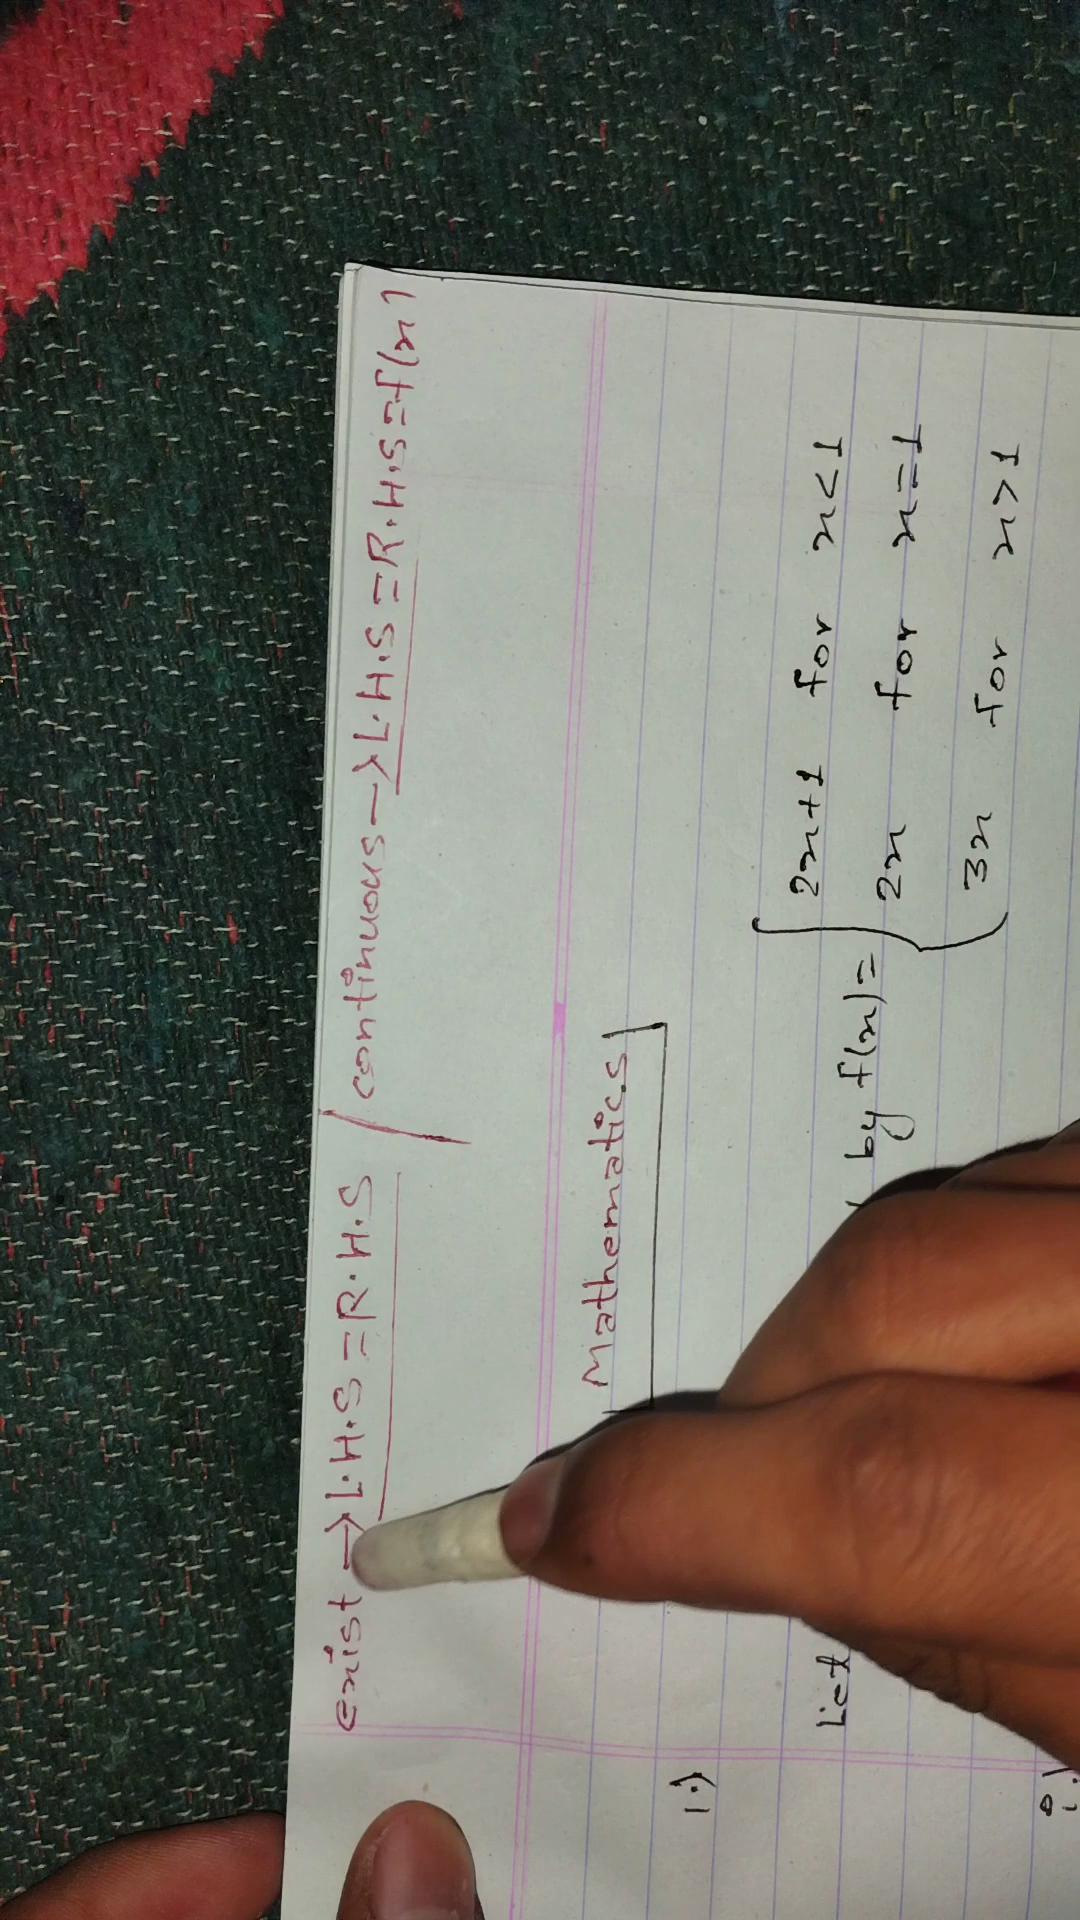 exist → L.H.S = R.H.S / continuous → L.H.S = R.H.S = f(x)
Mathematics
1.)
Let by f(x) = { 2x+1 for x<1
2x for x=1
3x for x>1
i.)